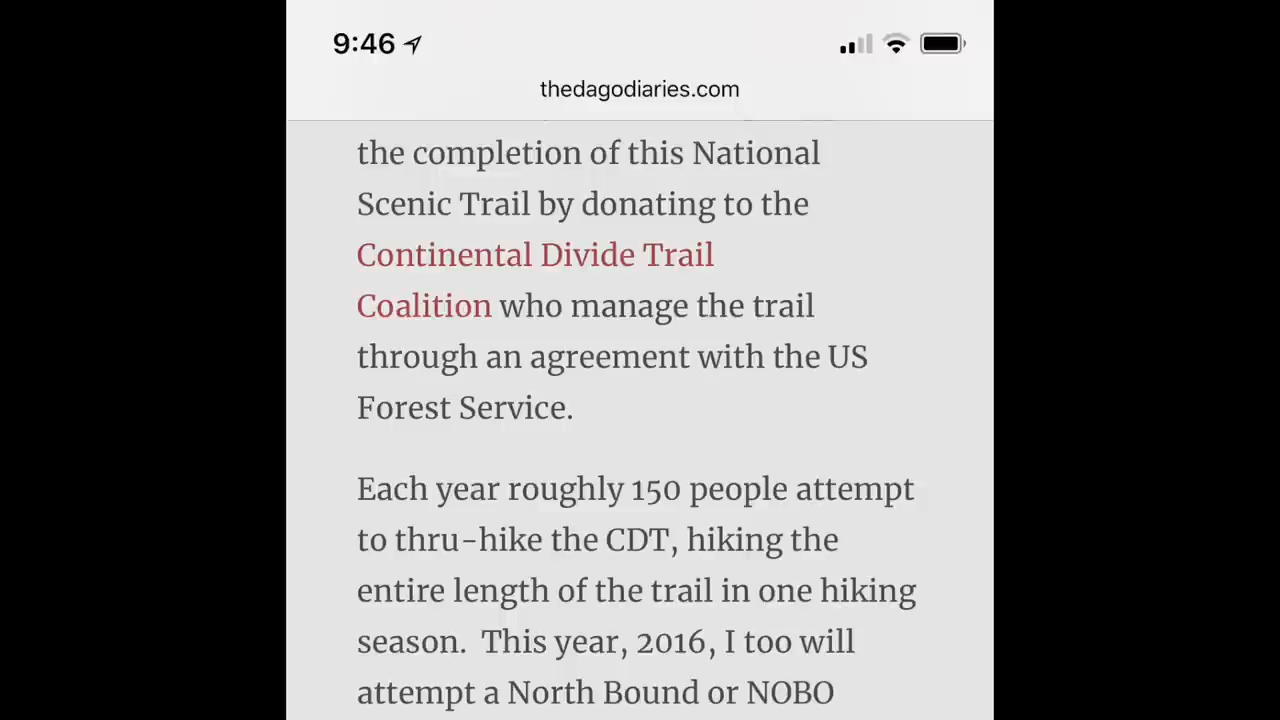 9:46
thedagodiaries.com
the completion of this National
Scenic Trail by donating to the
Continental Divide Trail
Coalition who manage the trail
through an agreement with the US
Forest Service.
Each year roughly 150 people attempt
to thru-hike the CDT, hiking the
entire length of the trail in one hiking
season.  This year, 2016, I too will
attempt a North Bound or NOBO